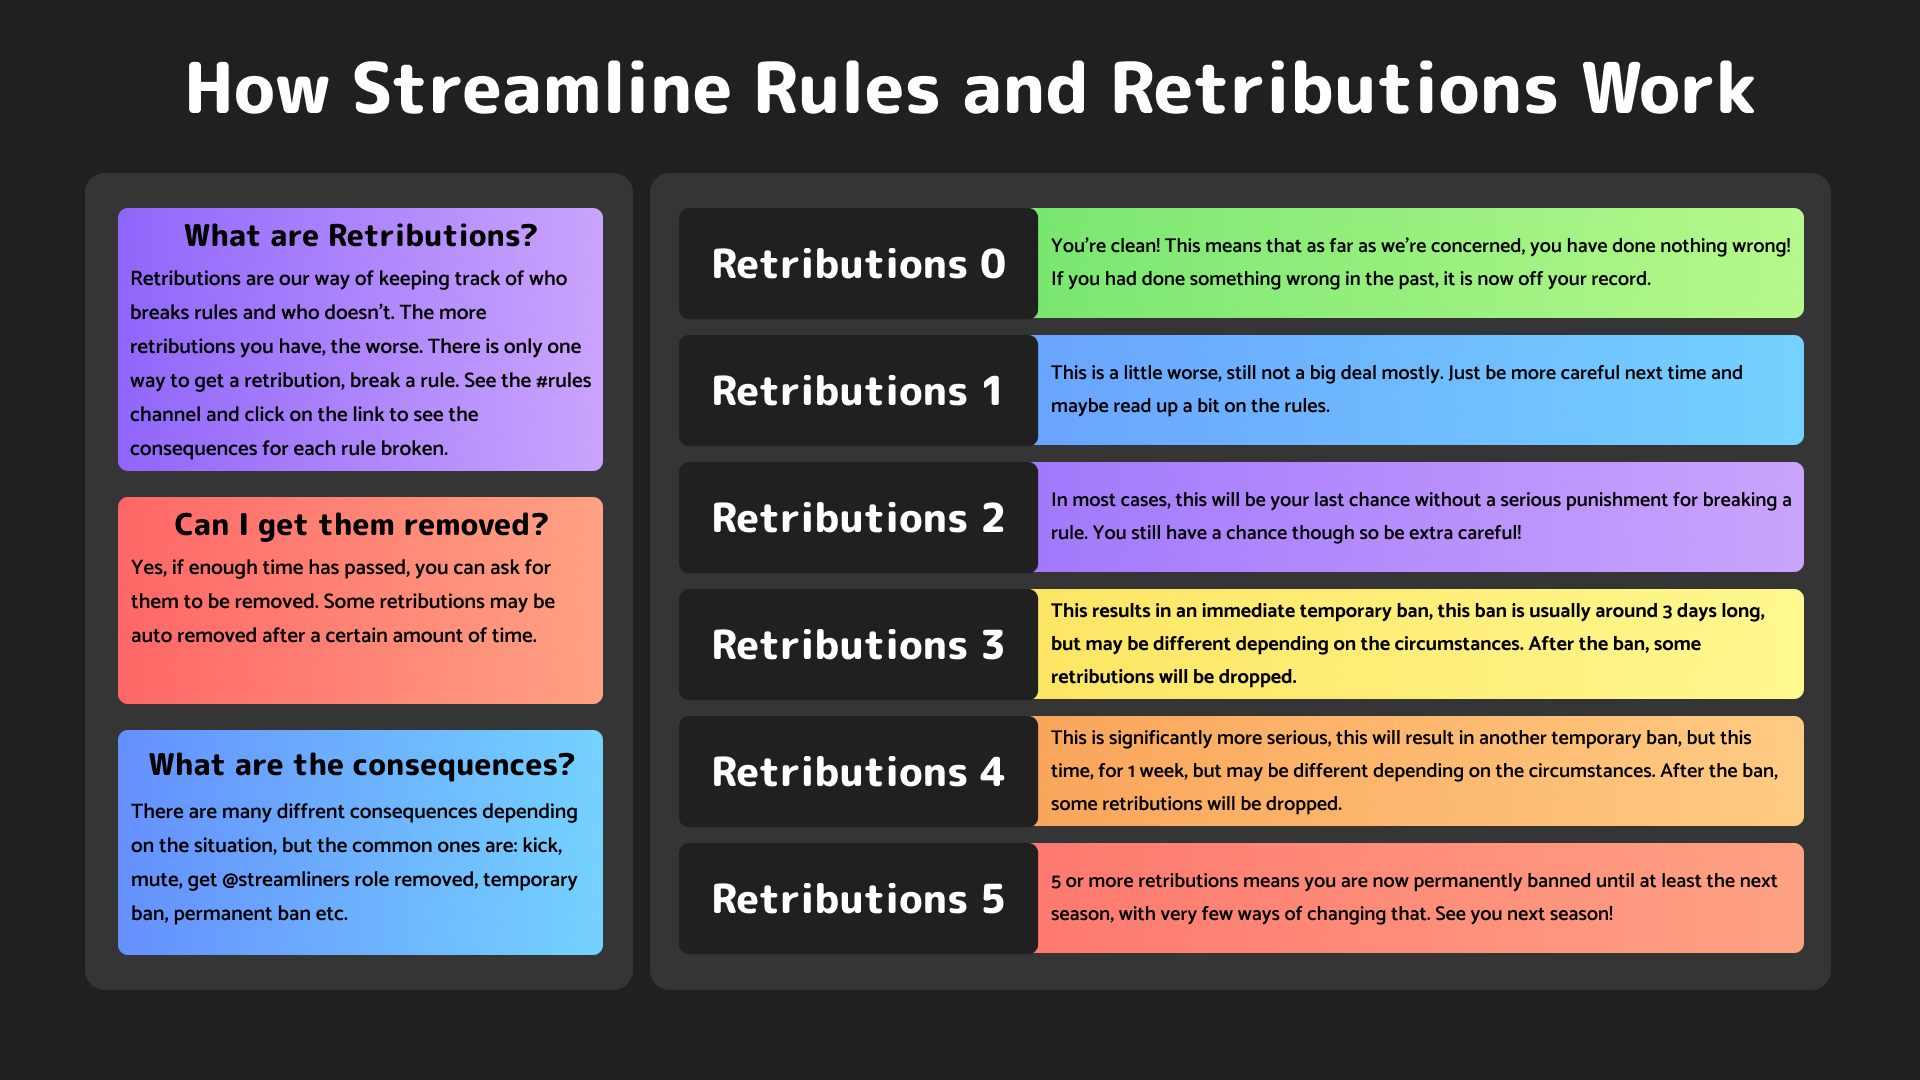 How Streamline Rules and Retributions Work
What are Retributions?
Retributions are our way of keeping track of who
breaks rules and who doesn't. The more
retributions you have, the worse. There is only one
way to get a retribution, break a rule. See the #rules
channel and click on the link to see the
consequences for each rule broken.
Can I get them removed?
Yes, if enough time has passed, you can ask for
them to be removed. Some retributions may be
auto removed after a certain amount of time.
What are the consequences?
There are many diffrent consequences depending
on the situation, but the common ones are: kick,
mute, get @streamliners role removed, temporary
ban, permanent ban etc.
Retributions 0
You're clean! This means that as far as we're concerned, you have done nothing wrong!
If you had done something wrong in the past, it is now off your record.
Retributions 1
This is a little worse, still not a big deal mostly. Just be more careful next time and
maybe read up a bit on the rules.
Retributions 2
In most cases, this will be your last chance without a serious punishment for breaking a
rule. You still have a chance though so be extra careful!
Retributions 3
This results in an immediate temporary ban, this ban is usually around 3 days long,
but may be different depending on the circumstances. After the ban, some
retributions will be dropped.
Retributions 4
This is significantly more serious, this will result in another temporary ban, but this
time, for 1 week, but may be different depending on the circumstances. After the ban,
some retributions will be dropped.
Retributions 5
5 or more retributions means you are now permanently banned until at least the next
season, with very few ways of changing that. See you next season!